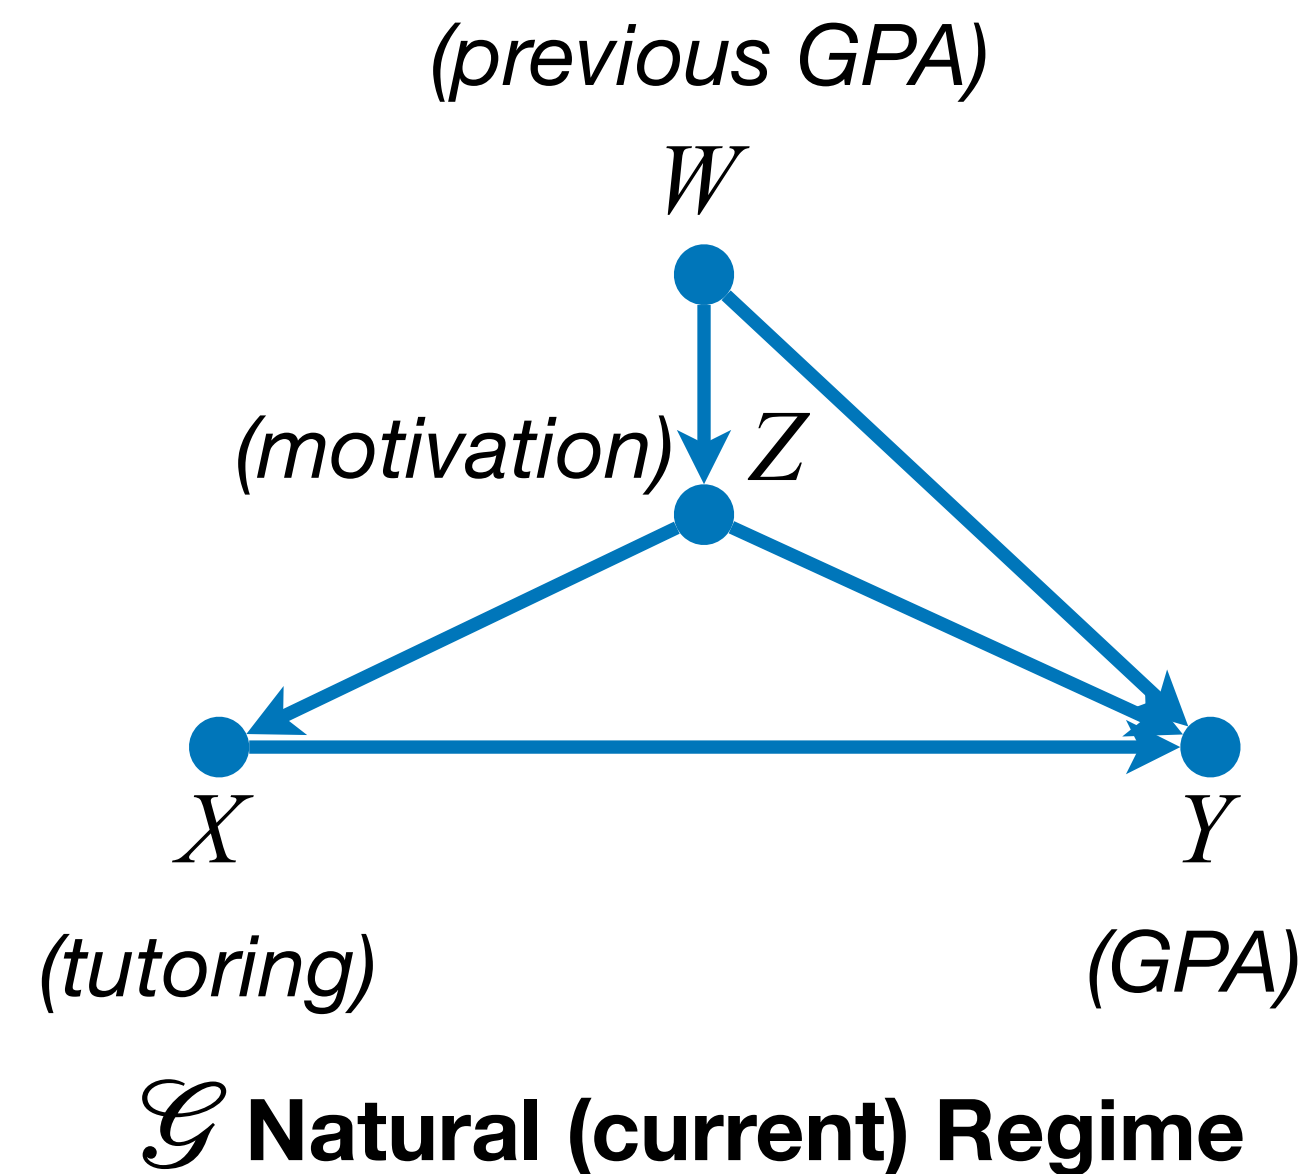 (previous GPA)
W
(motivation) Z
X Y
(tutoring) (GPA)
𝒢 Natural (current) Regime